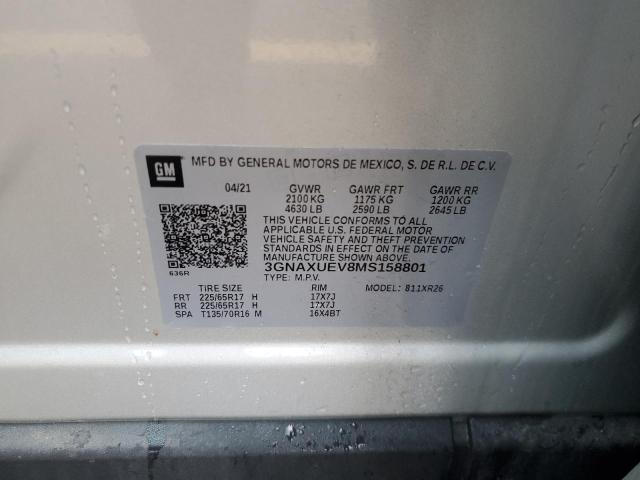 GM MFD BY GENERAL MOTORS DE MEXICO, S. DE R.L. DE C.V.
04/21 GVWR GAWR FRT GAWR RR
2100 KG 1175 KG 1200 KG
4630 LB 2590 LB 2645 LB
THIS VEHICLE CONFORMS TO ALL APPLICABLE
U.S. FEDERAL MOTOR
VEHICLE SAFETY AND THEFT PREVENTION
STANDARDS IN EFFECT ON THE DATE OF
MANUFACTURE SHOWN ABOVE.
3GNAXUEV8MS158801
636R TYPE: M.P.V.
TIRE SIZE RIM MODEL: 811XR26
FRT 225/65R17 H 17X7J
RR 225/65R17 H 17X7J
SPA T135/70R16 M 16X4BT